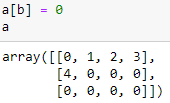 a[b] = 0
a
array([[0, 1, 2, 3],
       [4, 0, 0, 0],
       [0, 0, 0, 0]])